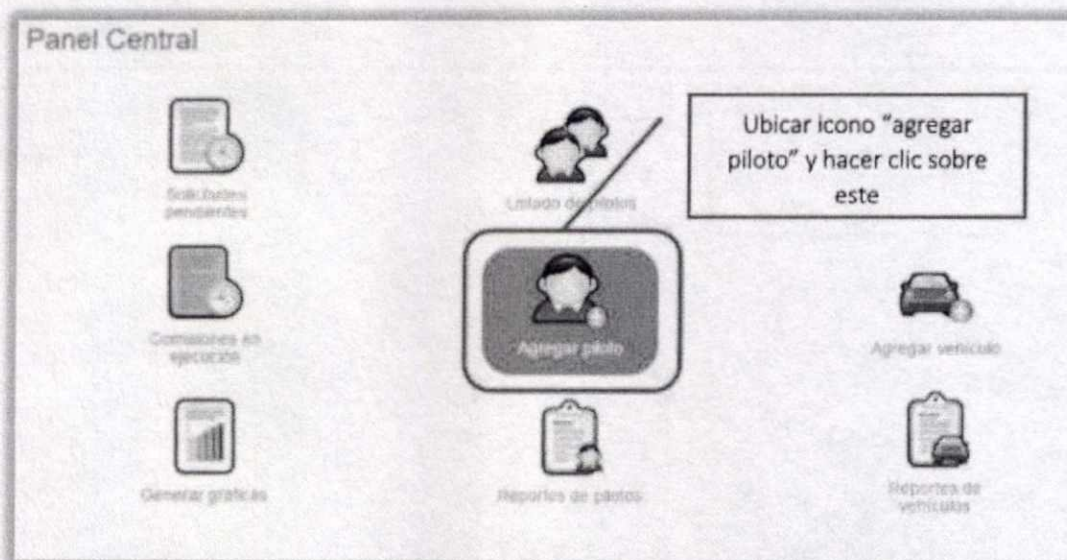 Panel Central
Ubicar icono "agregar
piloto" y hacer clic sobre
este
Solicitudes
pendientes
Listado de pilotos
Comisiones en
ejecución
Agregar piloto
Agregar vehículo
Generar gráficas
Reportes de pilotos
Reportes de
vehículos